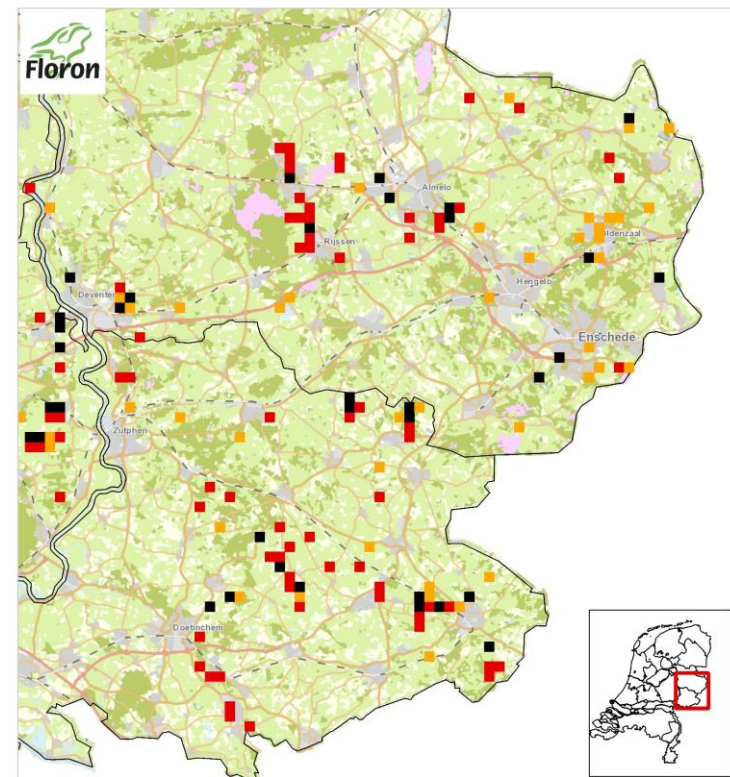 Floron
Almelo
Rijssen
Oldenzaal
Deventer
Hengelo
Enschede
Zutphen
Doetinchem